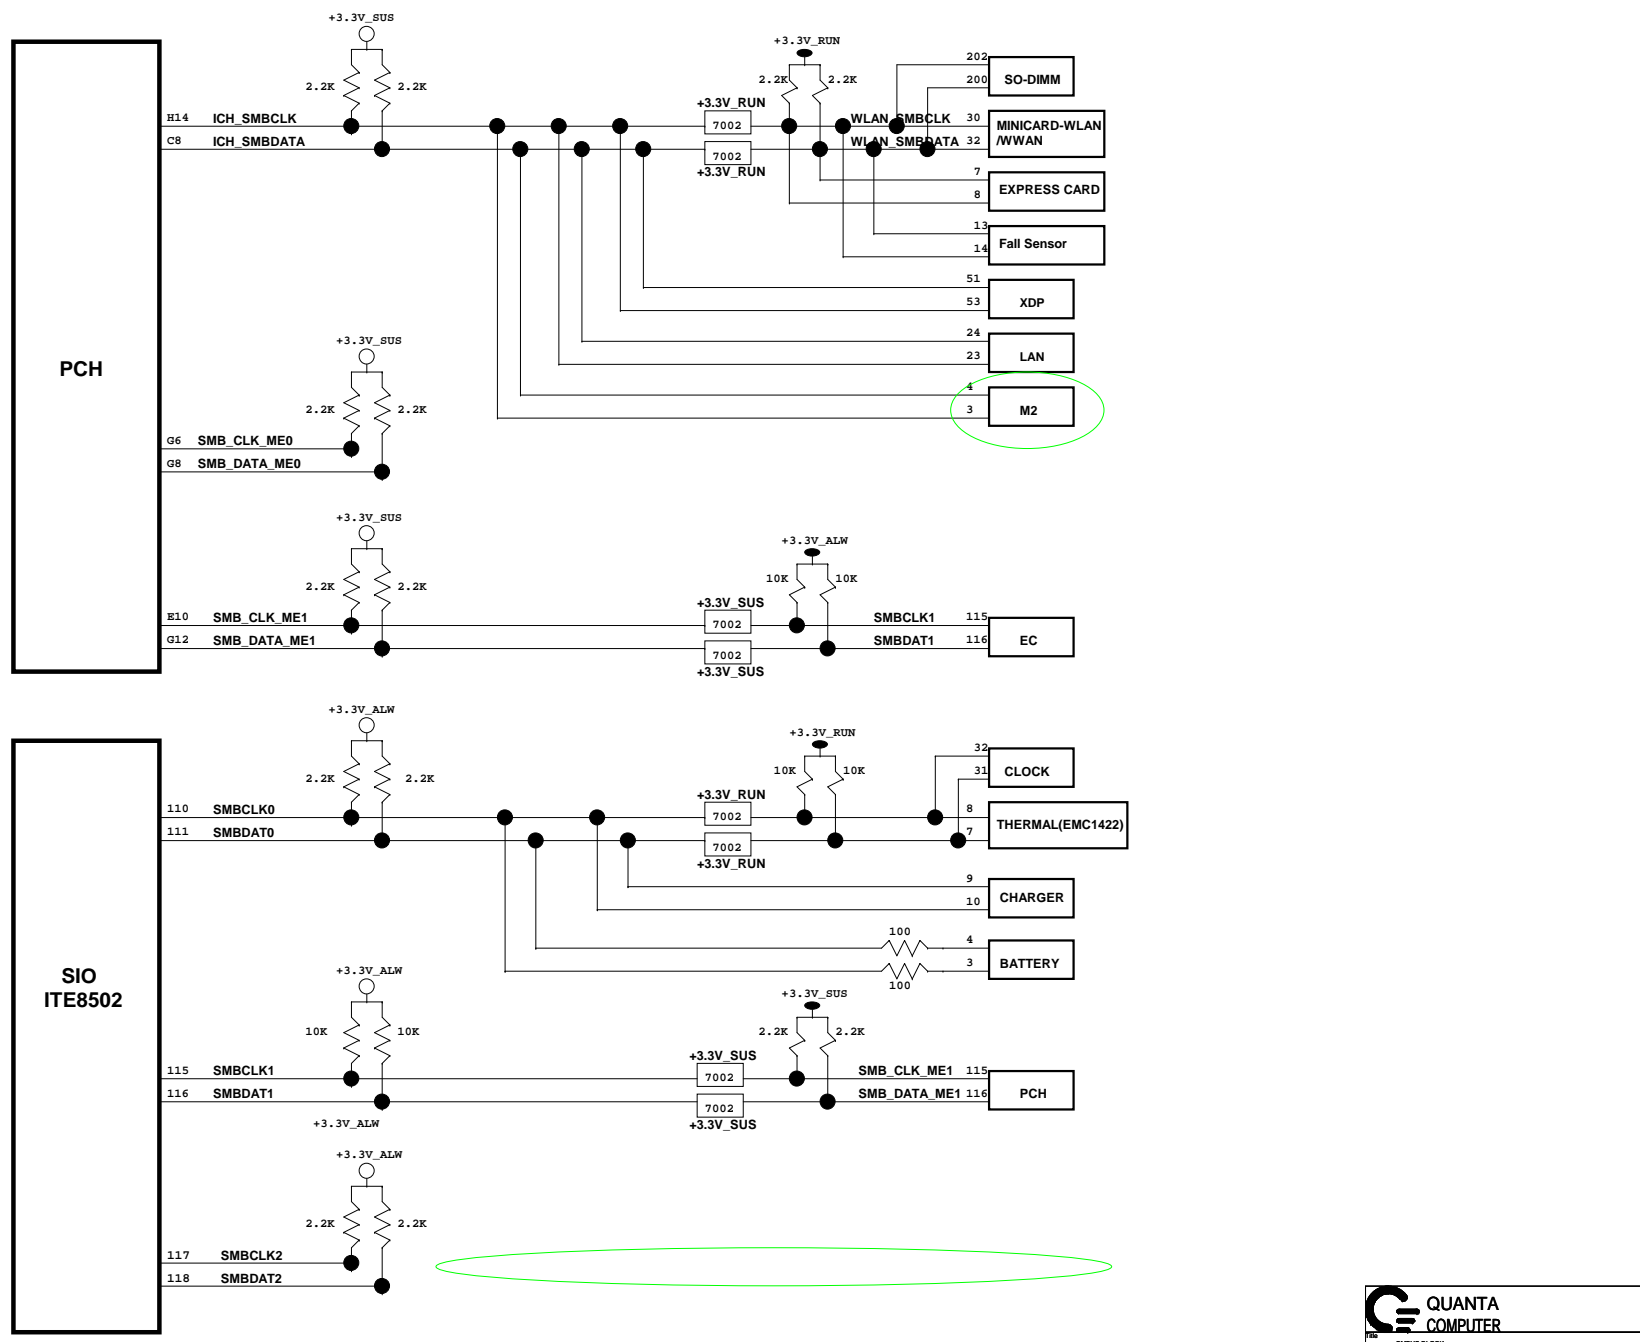 +3.3V_SUS
2.2K 2.2K
+3.3V_RUN
2.2K 2.2K
202
200
SO-DIMM
H14 ICH_SMBCLK
+3.3V_RUN
7002
WLAN_SMBCLK 30
C8 ICH_SMBDATA
7002
+3.3V_RUN
WLAN_SMBDATA 32
MINICARD-WLAN
/WWAN
7
8
EXPRESS CARD
13
14
Fall Sensor
51
53
XDP
24
23
LAN
4
3
M2
PCH
+3.3V_SUS
2.2K 2.2K
G6 SMB_CLK_ME0
G8 SMB_DATA_ME0
+3.3V_SUS
2.2K 2.2K
+3.3V_ALW
10K 10K
E10 SMB_CLK_ME1
+3.3V_SUS
7002
SMBCLK1 115
G12 SMB_DATA_ME1
7002
+3.3V_SUS
SMBDAT1 116
EC
+3.3V_ALW
2.2K 2.2K
+3.3V_RUN
10K 10K
32
31
CLOCK
110 SMBCLK0
+3.3V_RUN
7002
8
111 SMBDAT0
7002
+3.3V_RUN
7
THERMAL(EMC1422)
9
10
CHARGER
100
4
3
100
BATTERY
SIO
ITE8502
+3.3V_ALW
10K 10K
+3.3V_SUS
2.2K 2.2K
115 SMBCLK1
+3.3V_SUS
7002
SMB_CLK_ME1 115
116 SMBDAT1
7002
+3.3V_SUS
SMB_DATA_ME1 116
PCH
+3.3V_ALW
+3.3V_ALW
2.2K 2.2K
117 SMBCLK2
118 SMBDAT2
QUANTA
COMPUTER
Title